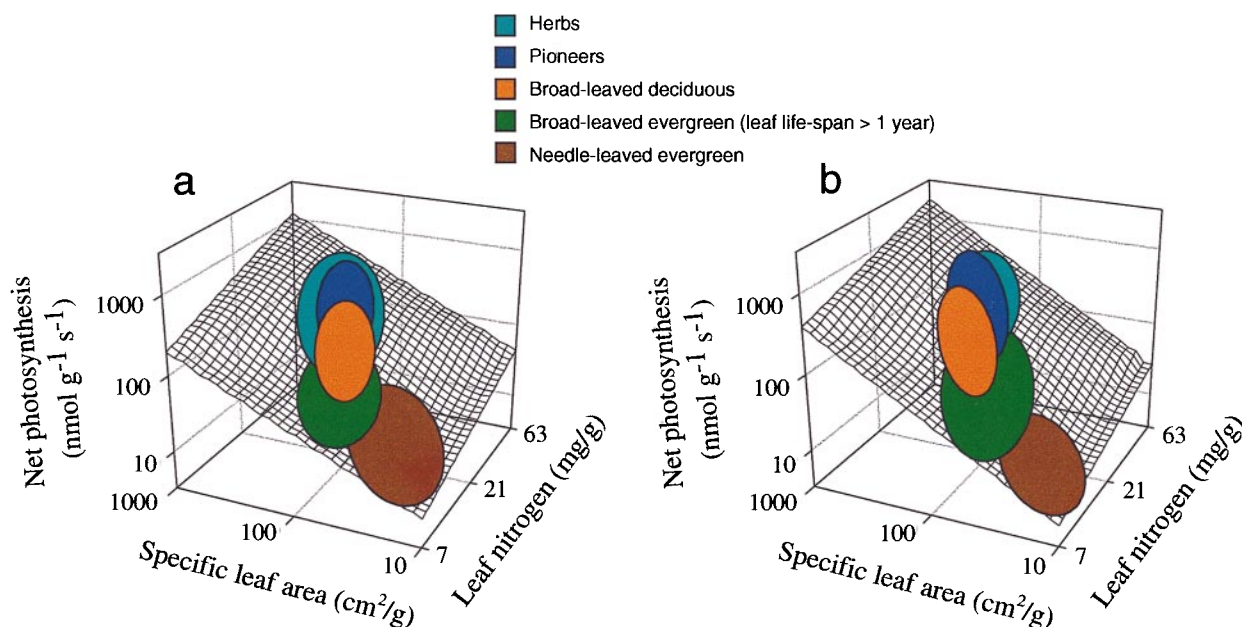 Herbs
Pioneers
Broad-leaved deciduous
Broad-leaved evergreen (leaf life-span > 1 year)
Needle-leaved evergreen
a
Net photosynthesis
(nmol g⁻¹ s⁻¹)
1000
100
10
1000
100
10
Specific leaf area (cm²/g)
7
21
63
Leaf nitrogen (mg/g)
b
Net photosynthesis
(nmol g⁻¹ s⁻¹)
1000
100
10
1000
100
10
Specific leaf area (cm²/g)
7
21
63
Leaf nitrogen (mg/g)